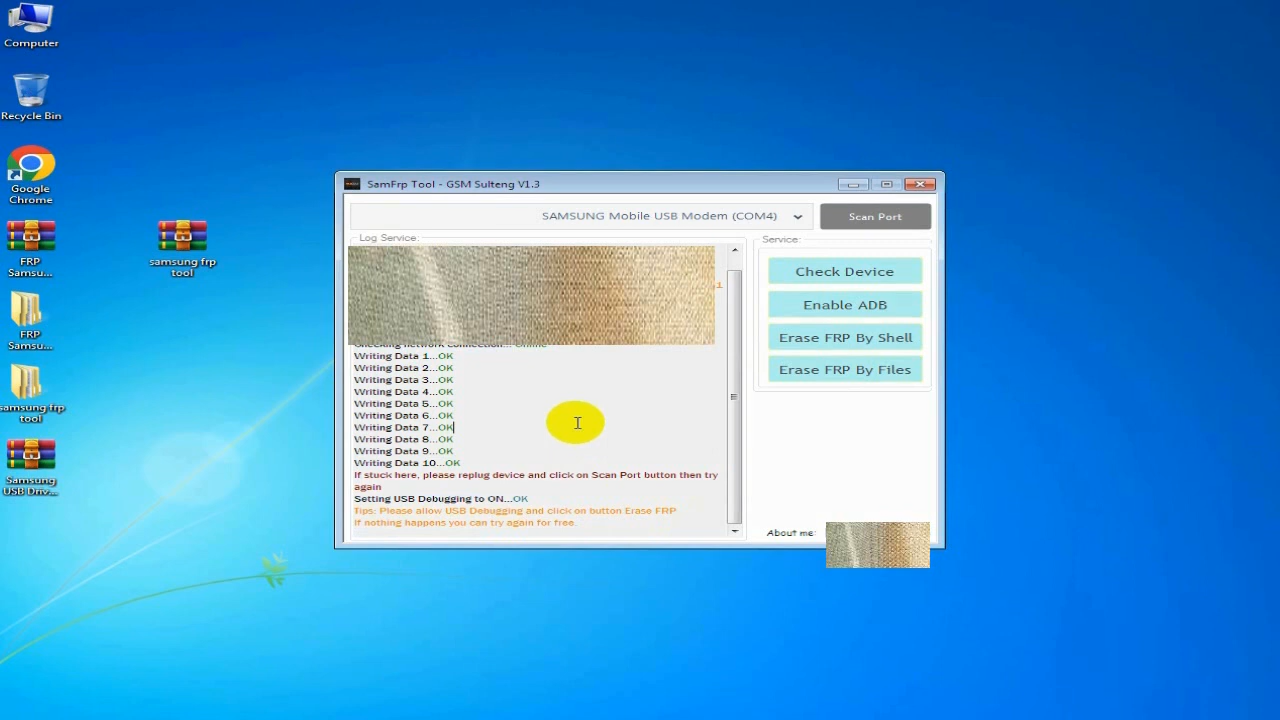 Computer
Recycle Bin
Google
Chrome
FRP
Samsu...
samsung frp
tool
FRP
Samsu...
samsung frp
tool
Samsung
USB Driv...
SamFrp Tool - GSM Sulteng V1.3
SAMSUNG Mobile USB Modem (COM4)
Scan Port
Log Service:
Checking network connection... Online
Writing Data 1...OK
Writing Data 2...OK
Writing Data 3...OK
Writing Data 4...OK
Writing Data 5...OK
Writing Data 6...OK
Writing Data 7...OK
Writing Data 8...OK
Writing Data 9...OK
Writing Data 10...OK
If stuck here, please replug device and click on Scan Port button then try
again
Setting USB Debugging to ON...OK
Tips: Please allow USB Debugging and click on button Erase FRP
If nothing happens you can try again for free.
Service:
Check Device
Enable ADB
Erase FRP By Shell
Erase FRP By Files
About me: